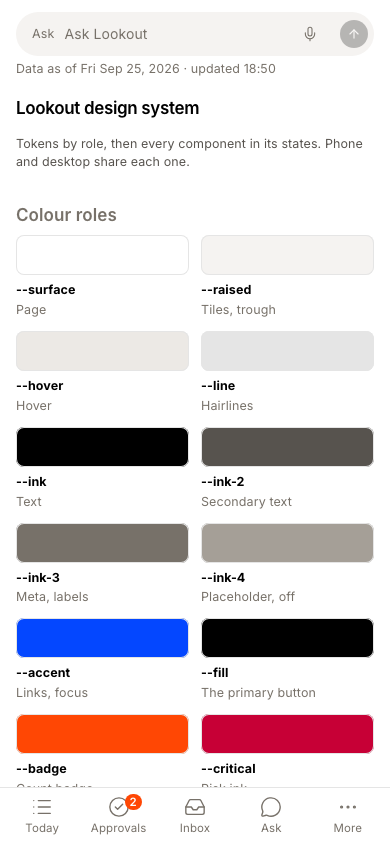 Ask Ask Lookout
Data as of Fri Sep 25, 2026 · updated 18:50
Lookout design system
Tokens by role, then every component in its states. Phone
and desktop share each one.
Colour roles
--surface
--raised
Page
Tiles, trough
--hover
--line
Hover
Hairlines
--ink
--ink-2
Text
Secondary text
--ink-3
--ink-4
Meta, labels
Placeholder, off
--accent
--fill
Links, focus
The primary button
--badge
--critical
2
Today
Approvals
Inbox
Ask
More